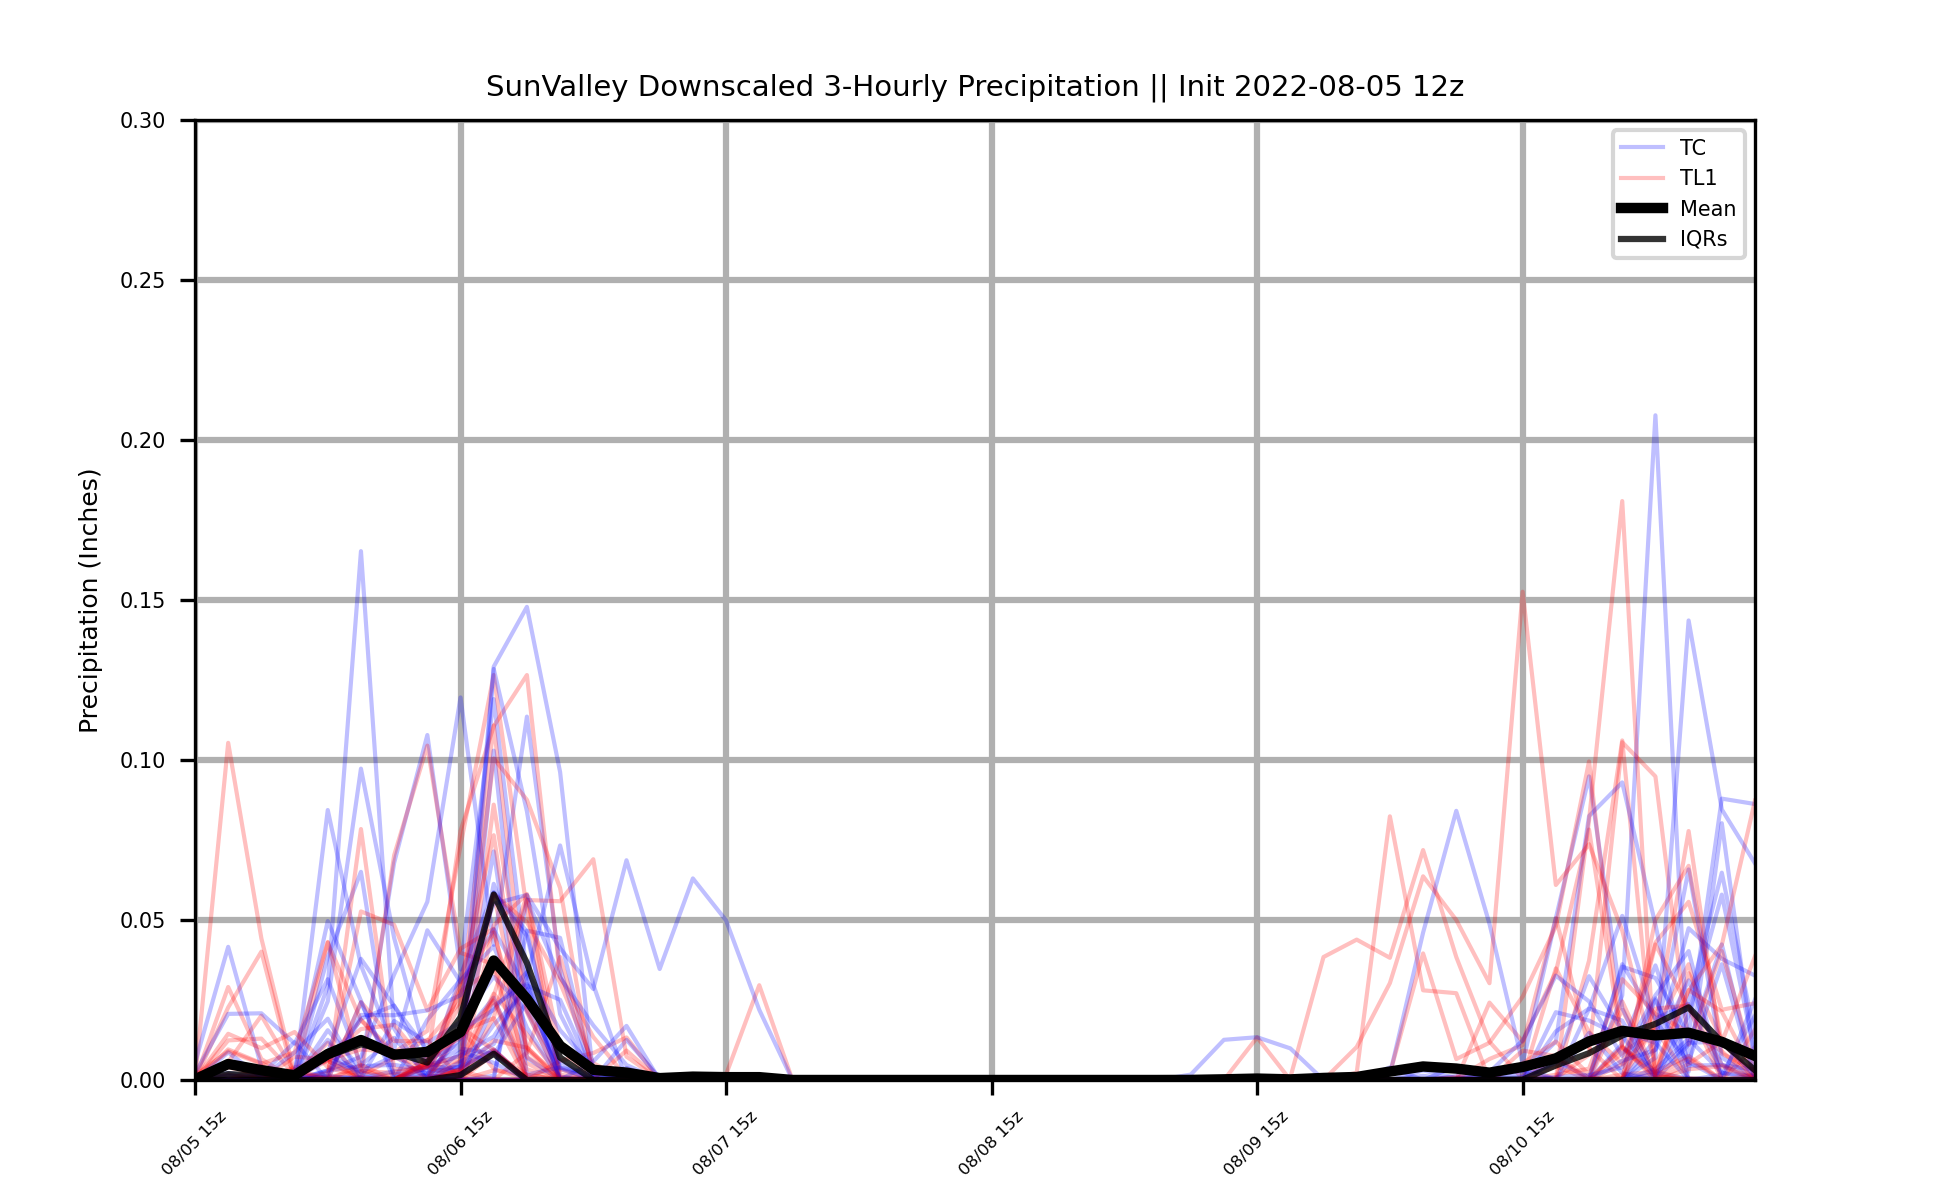 SunValley Downscaled 3-Hourly Precipitation || Init 2022-08-05 12z
0.30
0.25
0.20
0.15
0.10
0.05
0.00
Precipitation (Inches)
TC
TL1
Mean
IQRs
08/05 15z
08/06 15z
08/07 15z
08/08 15z
08/09 15z
08/10 15z